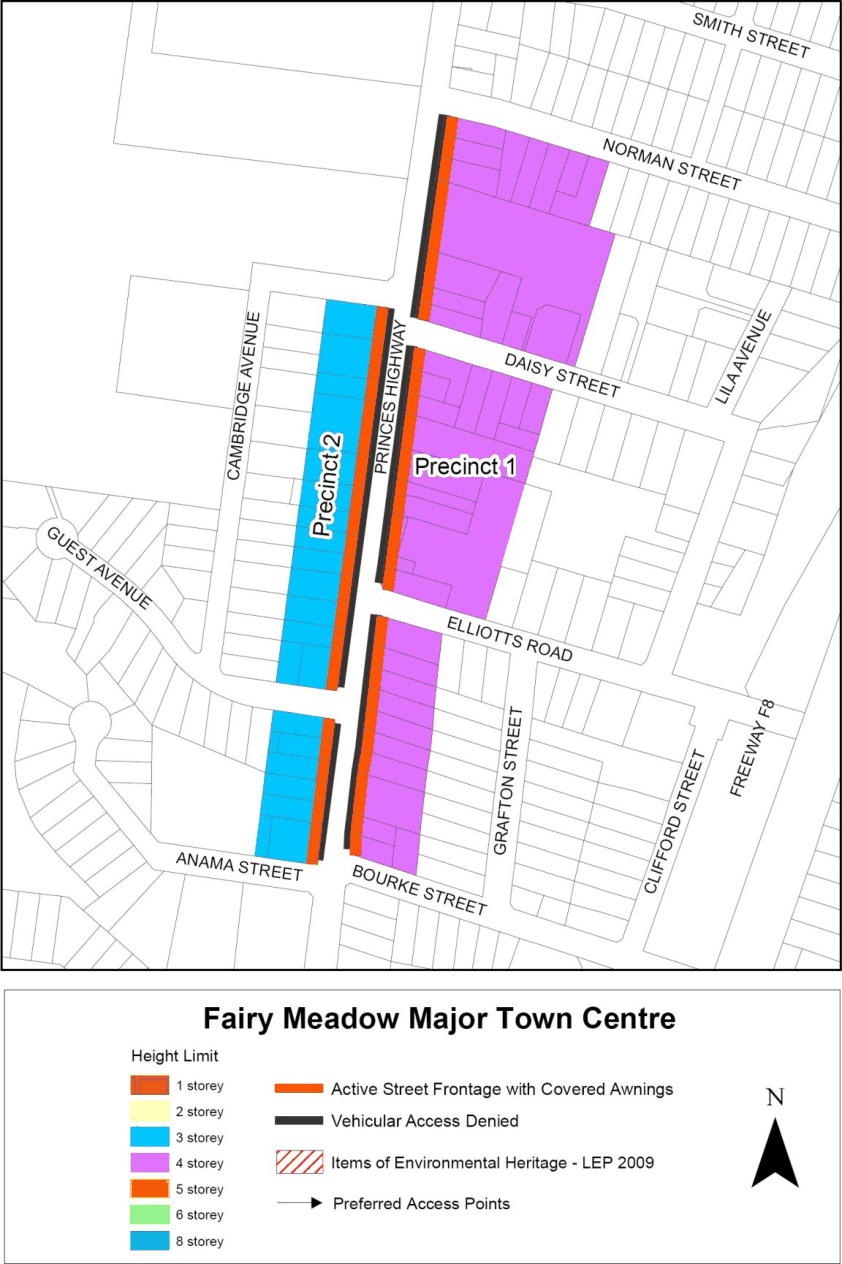 SMITH STREET
NORMAN STREET
LILA AVENUE
CAMBRIDGE AVENUE
PRINCES HIGHWAY
DAISY STREET
Precinct 2
Precinct 1
GUEST AVENUE
ELLIOTTS ROAD
GRAFTON STREET
FREEWAY F8
CLIFFORD STREET
ANAMA STREET
BOURKE STREET
Fairy Meadow Major Town Centre
Height Limit
1 storey
2 storey
3 storey
4 storey
5 storey
6 storey
8 storey
Active Street Frontage with Covered Awnings
Vehicular Access Denied
Items of Environmental Heritage - LEP 2009
Preferred Access Points
N